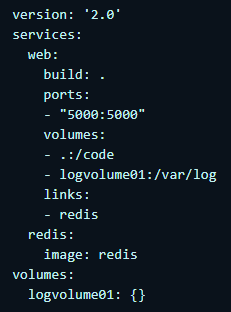 version: '2.0'
services:
  web:
    build: .
    ports:
    - "5000:5000"
    volumes:
    - .:/code
    - logvolume01:/var/log
    links:
    - redis
  redis:
    image: redis
volumes:
  logvolume01: {}